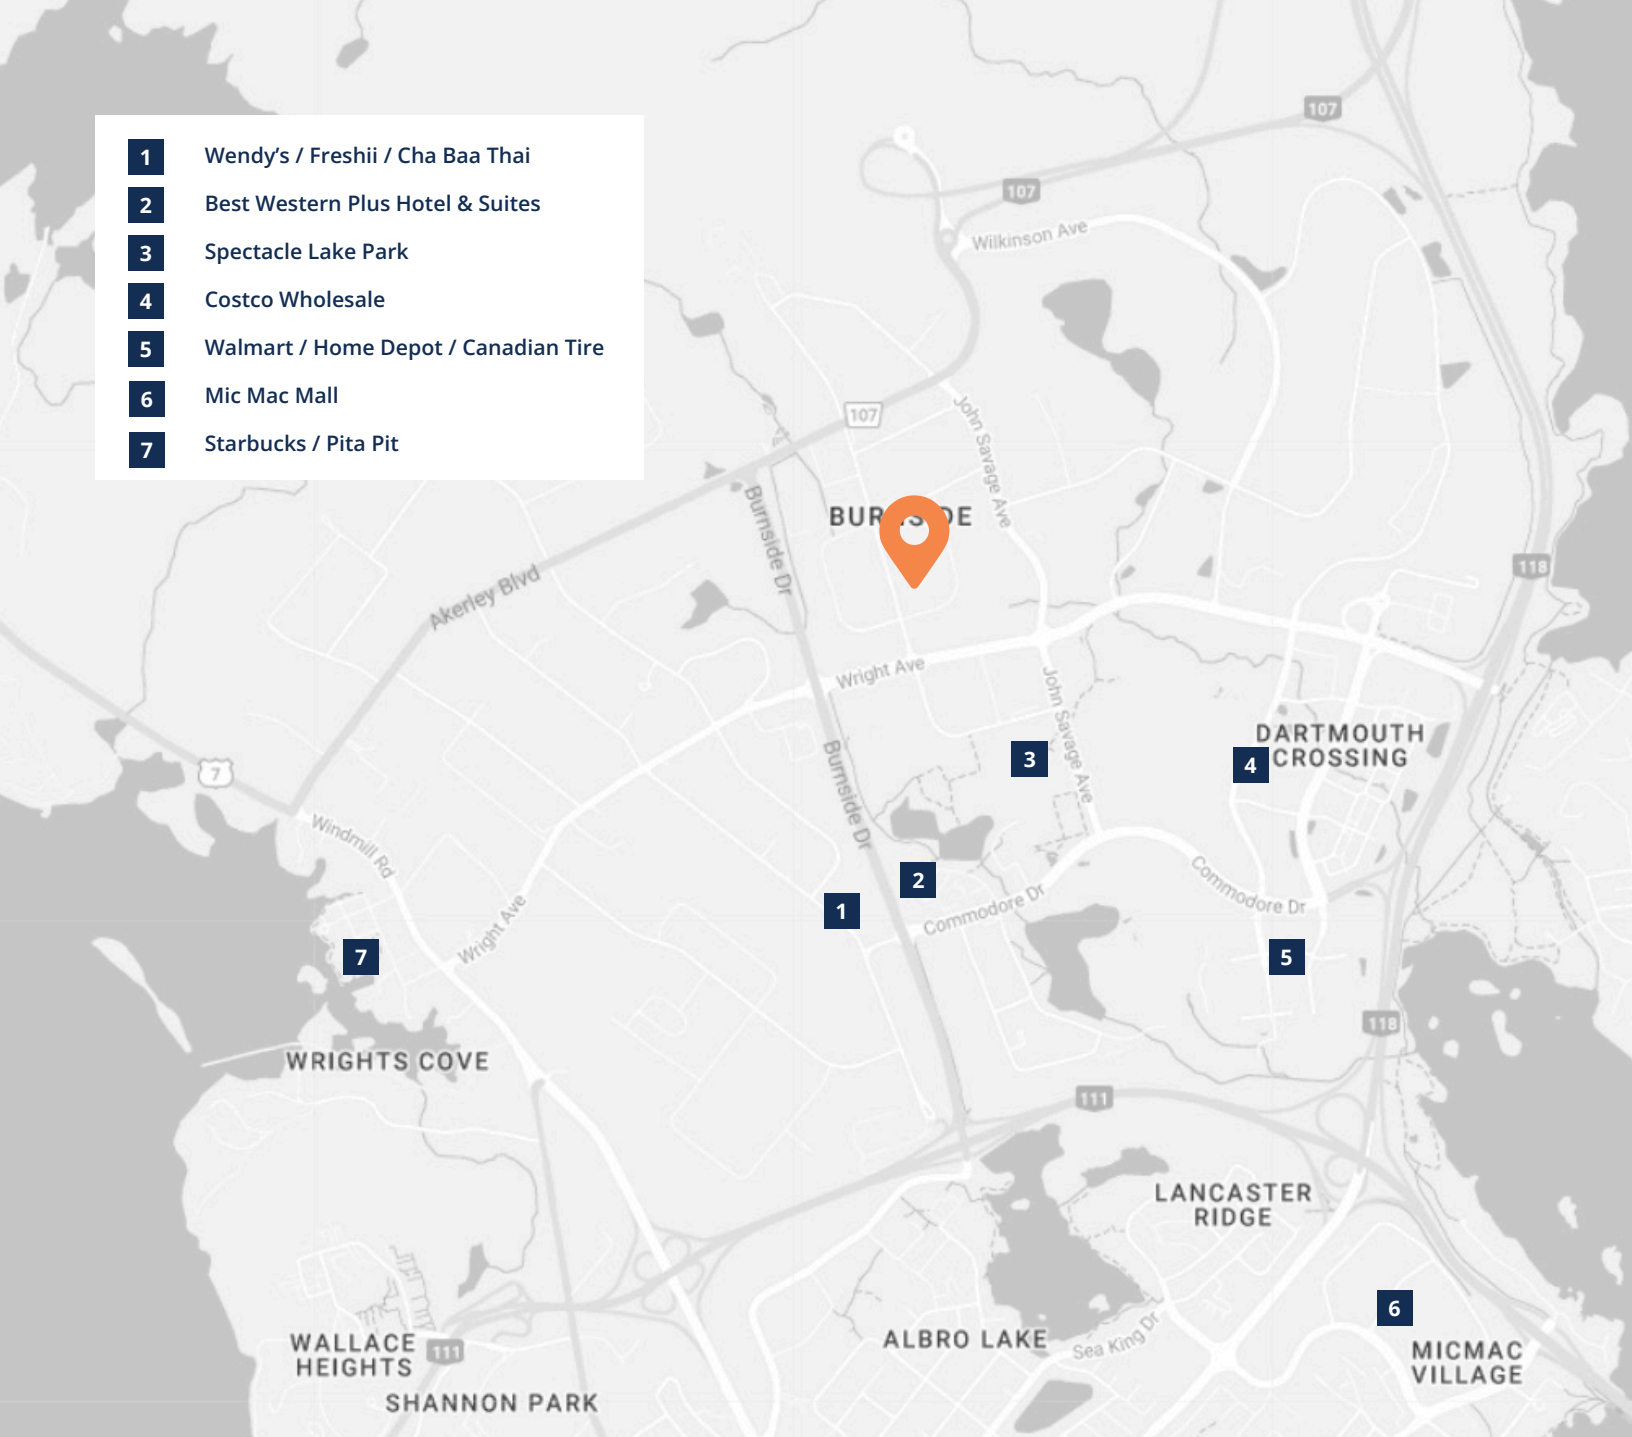 1 Wendy’s / Freshii / Cha Baa Thai
2 Best Western Plus Hotel & Suites
3 Spectacle Lake Park
4 Costco Wholesale
5 Walmart / Home Depot / Canadian Tire
6 Mic Mac Mall
7 Starbucks / Pita Pit
107
107
Wilkinson Ave
107
John Savage Ave
Burnside Dr
118
Akerley Blvd
Wright Ave
John Savage Ave
DARTMOUTH
CROSSING
3
4
7
Burnside Dr
Windmill Rd
2
1
Commodore Dr
Commodore Dr
Wright Ave
7
5
118
WRIGHTS COVE
111
LANCASTER
RIDGE
6
WALLACE
HEIGHTS
111
ALBRO LAKE
Sea King Dr
MICMAC
VILLAGE
SHANNON PARK